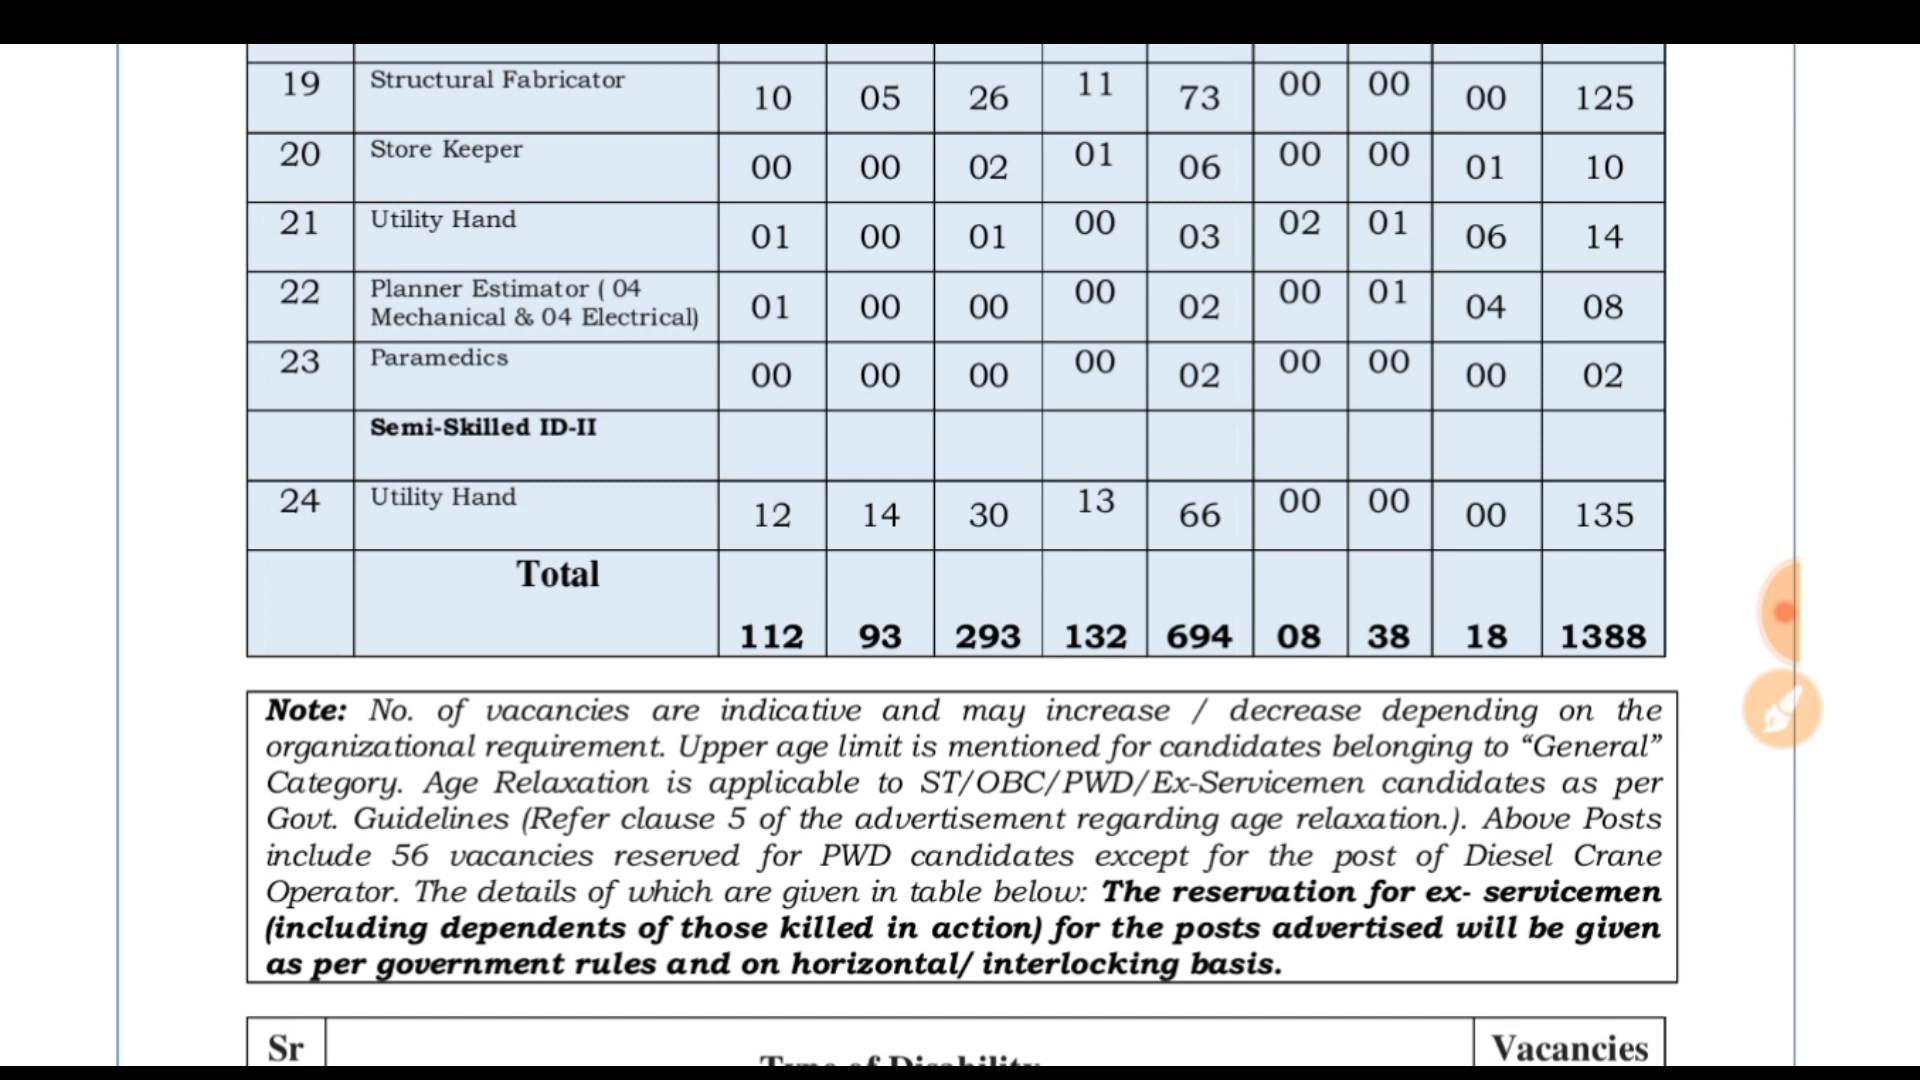 19 Structural Fabricator 10 05 26 11 73 00 00 00 125
20 Store Keeper 00 00 02 01 06 00 00 01 10
21 Utility Hand 01 00 01 00 03 02 01 06 14
22 Planner Estimator ( 04
Mechanical & 04 Electrical) 01 00 00 00 02 00 01 04 08
23 Paramedics 00 00 00 00 02 00 00 00 02
Semi-Skilled ID-II
24 Utility Hand 12 14 30 13 66 00 00 00 135
Total
112 93 293 132 694 08 38 18 1388
Note: No. of vacancies are indicative and may increase / decrease depending on the
organizational requirement. Upper age limit is mentioned for candidates belonging to “General”
Category. Age Relaxation is applicable to ST/OBC/PWD/Ex-Servicemen candidates as per
Govt. Guidelines (Refer clause 5 of the advertisement regarding age relaxation.). Above Posts
include 56 vacancies reserved for PWD candidates except for the post of Diesel Crane
Operator. The details of which are given in table below: The reservation for ex- servicemen
(including dependents of those killed in action) for the posts advertised will be given
as per government rules and on horizontal/ interlocking basis.
Sr Type of Disability Vacancies